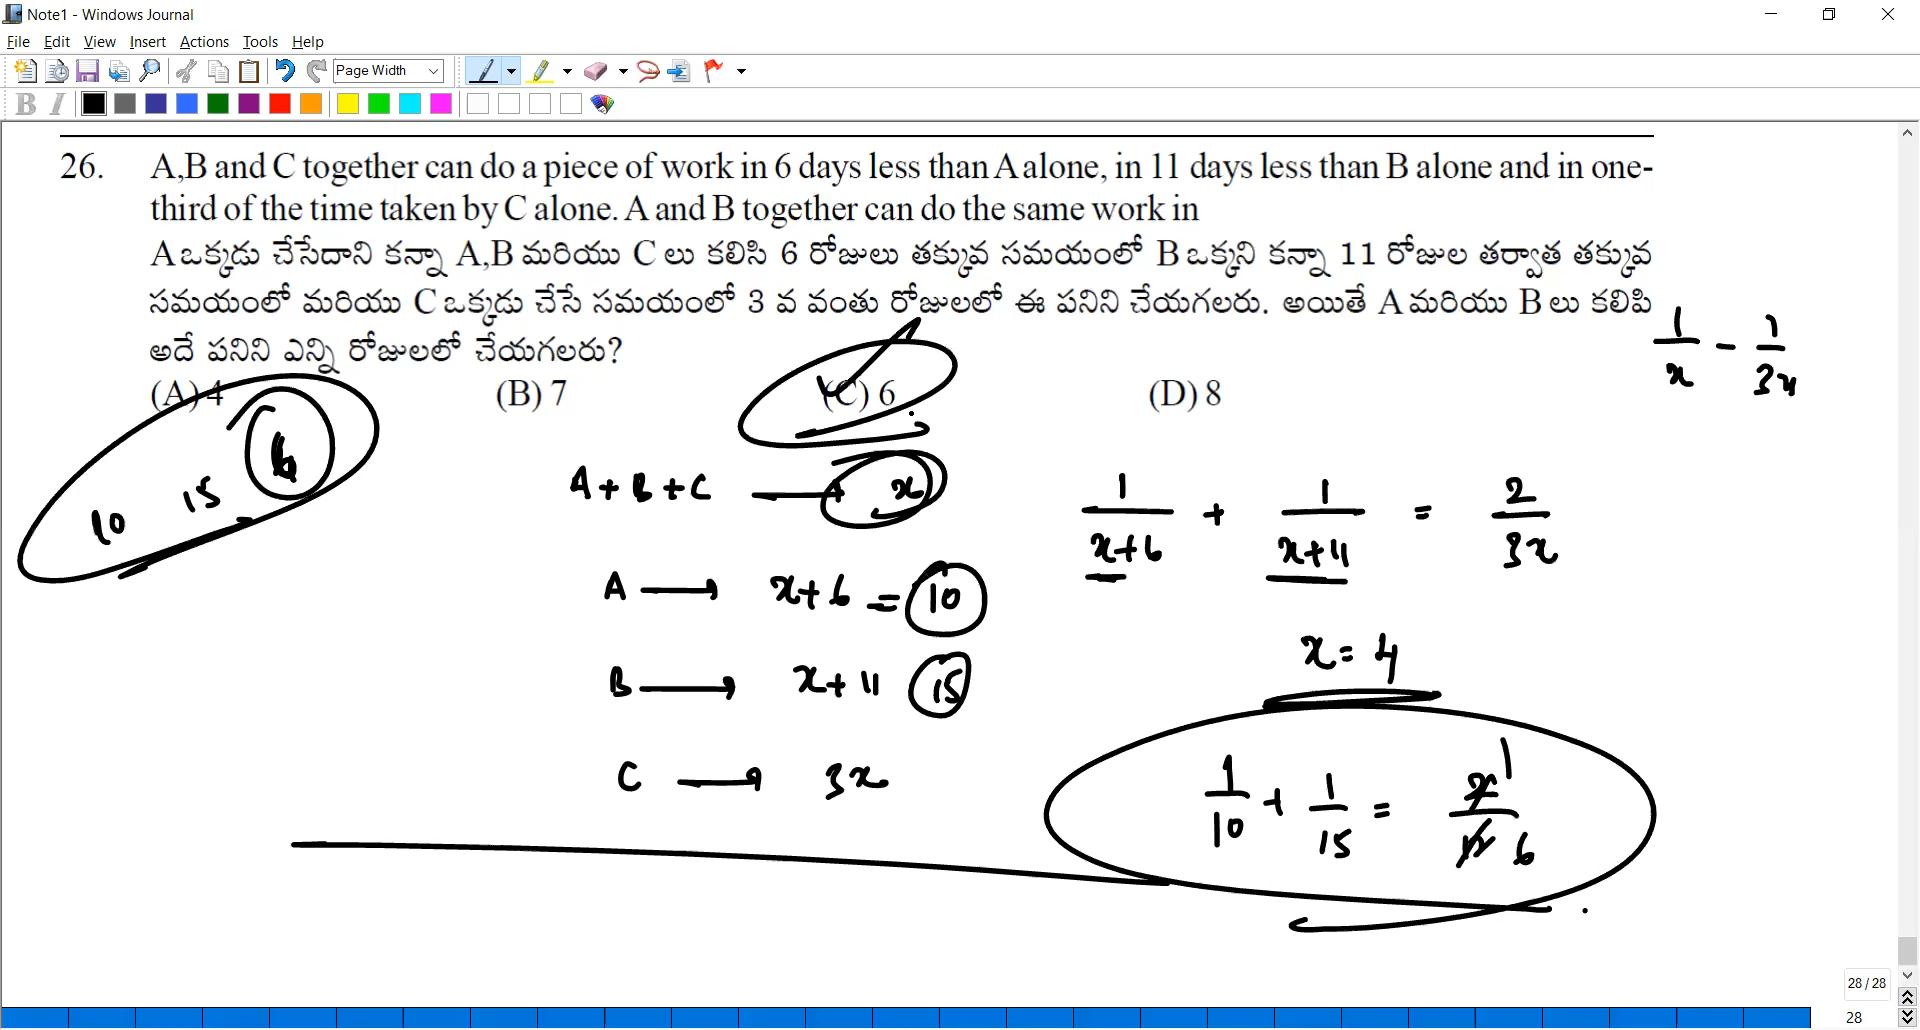 Note1 - Windows Journal
File Edit View Insert Actions Tools Help
Page Width
B I
26. A,B and C together can do a piece of work in 6 days less than A alone, in 11 days less than B alone and in one-
third of the time taken by C alone. A and B together can do the same work in
A ఒక్కడు చేసేదాని కన్నా A,B మరియు C లు కలిసి 6 రోజులు తక్కువ సమయంలో B ఒక్కని కన్నా 11 రోజుల తర్వాత తక్కువ
సమయంలో మరియు C ఒక్కడు చేసే సమయంలో 3 వ వంతు రోజులలో ఈ పనిని చేయగలరు. అయితే A మరియు B లు కలిపి
అదే పనిని ఎన్ని రోజులలో చేయగలరు?
1/x - 1/3x
(A) 4 (B) 7 (C) 6 (D) 8
10 15 6
A + B + C → x
1/(x+6) + 1/(x+11) = 2/3x
A → x+6 = 10
x = 4
B → x+11 15
C → 3x
1/10 + 1/15 = 1 6
28 / 28
28